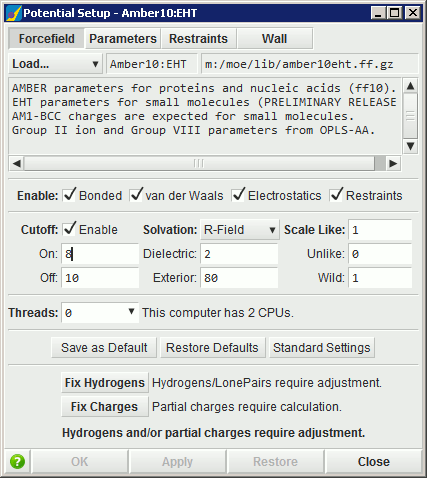 Potential Setup - Amber10:EHT
Forcefield Parameters Restraints Wall
Load... Amber10:EHT m:/moe/lib/amber10eht.ff.gz
AMBER parameters for proteins and nucleic acids (ff10).
EHT parameters for small molecules (PRELIMINARY RELEASE
AM1-BCC charges are expected for small molecules.
Group II ion and Group VIII parameters from OPLS-AA.
Enable: Bonded van der Waals Electrostatics Restraints
Cutoff: Enable Solvation: R-Field Scale Like: 1
On: 8 Dielectric: 2 Unlike: 0
Off: 10 Exterior: 80 Wild: 1
Threads: 0 This computer has 2 CPUs.
Save as Default Restore Defaults Standard Settings
Fix Hydrogens Hydrogens/LonePairs require adjustment.
Fix Charges Partial charges require calculation.
Hydrogens and/or partial charges require adjustment.
? OK Apply Restore Close